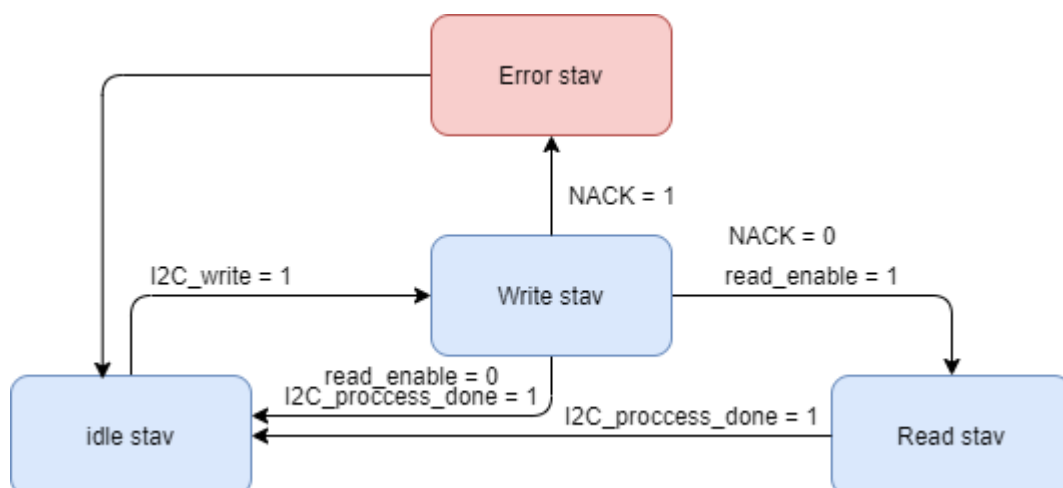 Error stav
NACK = 1
NACK = 0
I2C_write = 1
Write stav
read_enable = 1
read_enable = 0
I2C_proccess_done = 1
I2C_proccess_done = 1
idle stav
Read stav